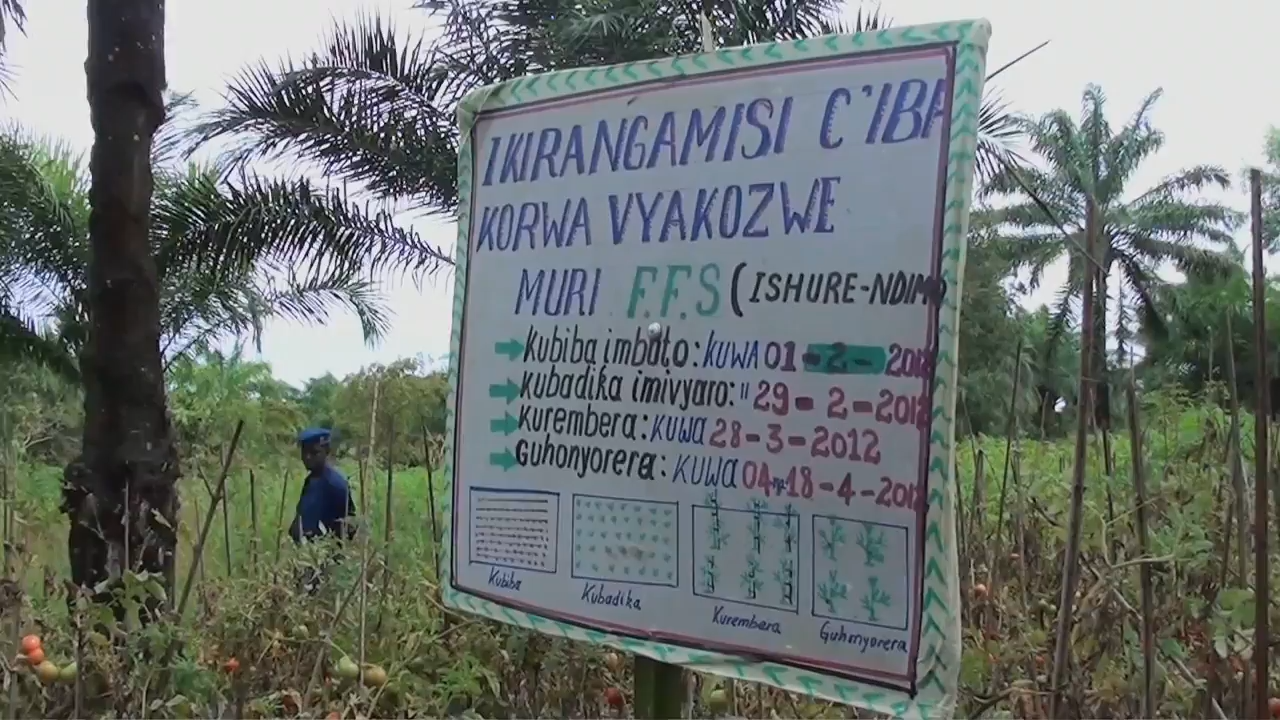 IKIRANGAMISI C'IBA
KORWA VYAKOZWE
MURI F.F.S (ISHURE-NDIMO
Kubiba imbuto: KUWA 01-2-2012
Kubadika imivyaro: " 29-2-2012
Kurembera: KUWA 28-3-2012
Guhonyorera: KUWA 04 na 18-4-2012
Kubiba
Kubadika
Kurembera
Guhonyorera